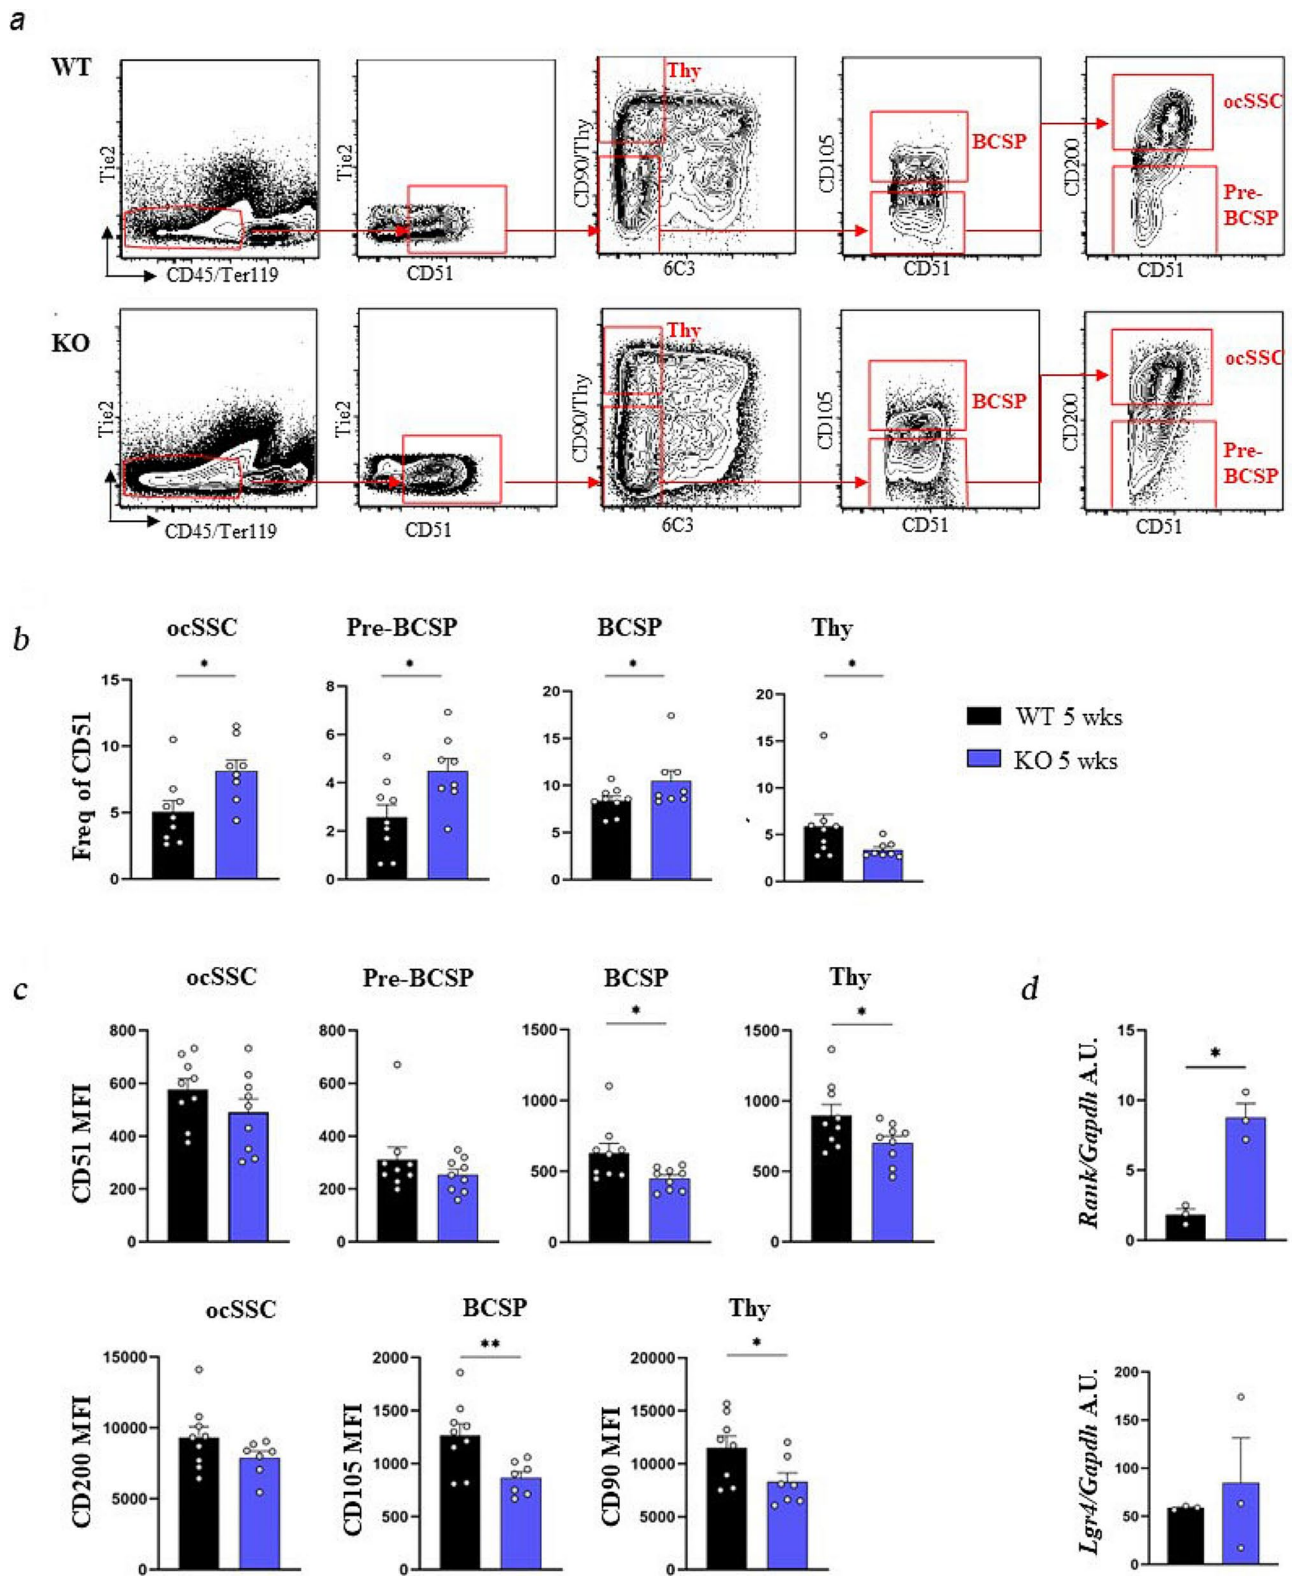 a
WT
Tie2
CD45/Ter119
Tie2
CD51
CD90/Thy
Thy
6C3
CD105
BCSP
CD51
CD200
ocSSC
Pre-
BCSP
CD51
KO
Tie2
CD45/Ter119
Tie2
CD51
CD90/Thy
Thy
6C3
CD105
BCSP
CD51
CD200
ocSSC
Pre-
BCSP
CD51
b
ocSSC
Pre-BCSP
BCSP
Thy
* * * *
Freq of CD51
15
10
5
0
8
6
4
2
0
20
15
10
5
0
20
15
10
5
0
WT 5 wks
KO 5 wks
c
ocSSC
Pre-BCSP
BCSP
Thy
* *
CD51 MFI
800
600
400
200
0
800
600
400
200
0
1500
1000
500
0
1500
1000
500
0
d
Rank/Gapdh A.U.
*
15
10
5
0
ocSSC
BCSP
Thy
** *
CD200 MFI
15000
10000
5000
0
CD105 MFI
2000
1500
1000
500
0
CD90 MFI
20000
15000
10000
5000
0
Lgr4/Gapdh A.U.
200
150
100
50
0